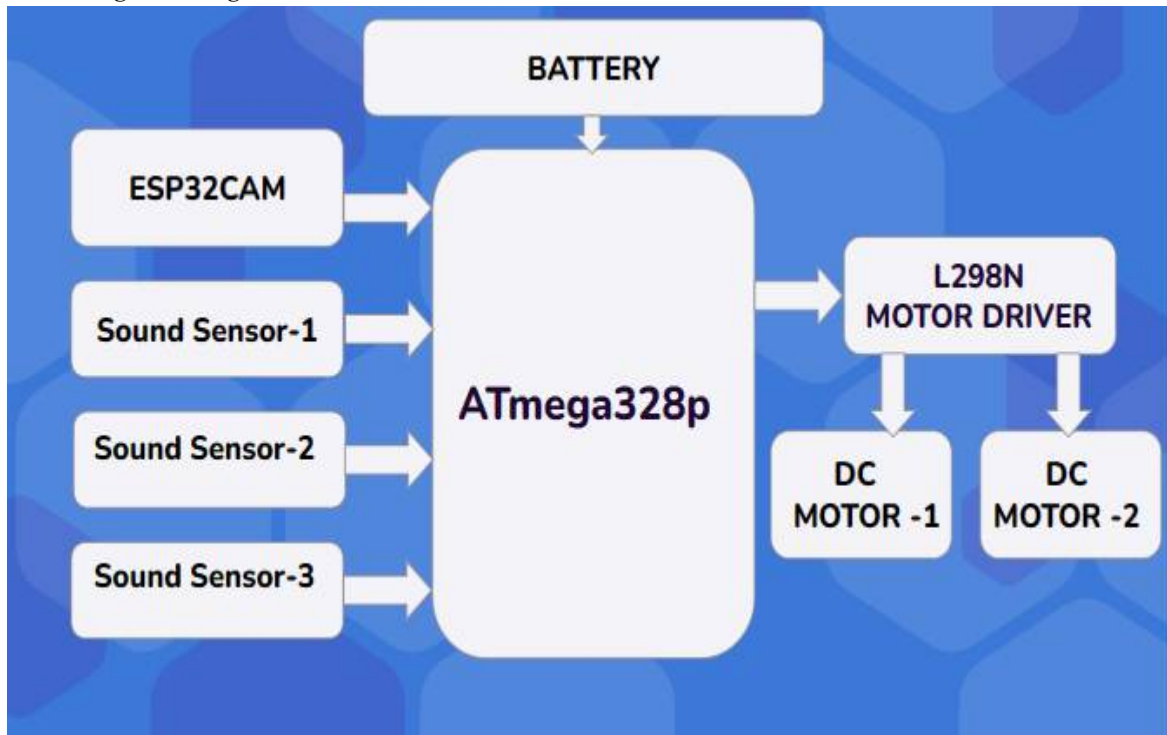 BATTERY
ESP32CAM
Sound Sensor-1
Sound Sensor-2
Sound Sensor-3
ATmega328p
L298N
MOTOR DRIVER
DC
MOTOR -1
DC
MOTOR -2